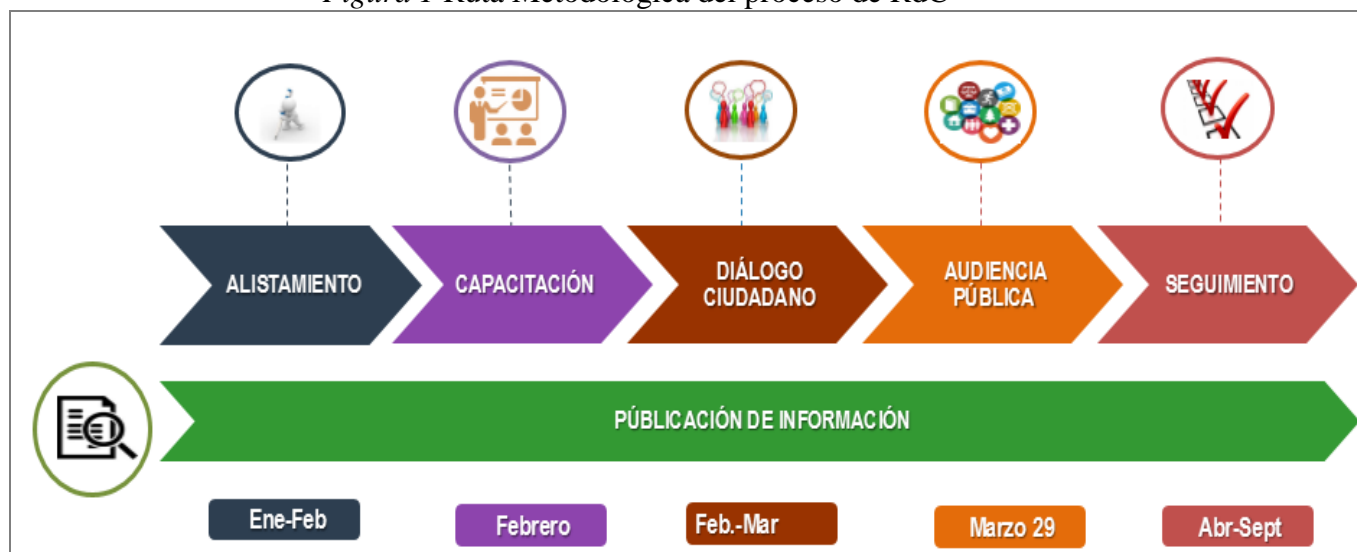 Figura 1 Ruta Metodológica del proceso de RdC
ALISTAMIENTO
CAPACITACIÓN
DIÁLOGO
CIUDADANO
AUDIENCIA
PÚBLICA
SEGUIMIENTO
PÚBLICACIÓN DE INFORMACIÓN
Ene-Feb
Febrero
Feb.-Mar
Marzo 29
Abr-Sept